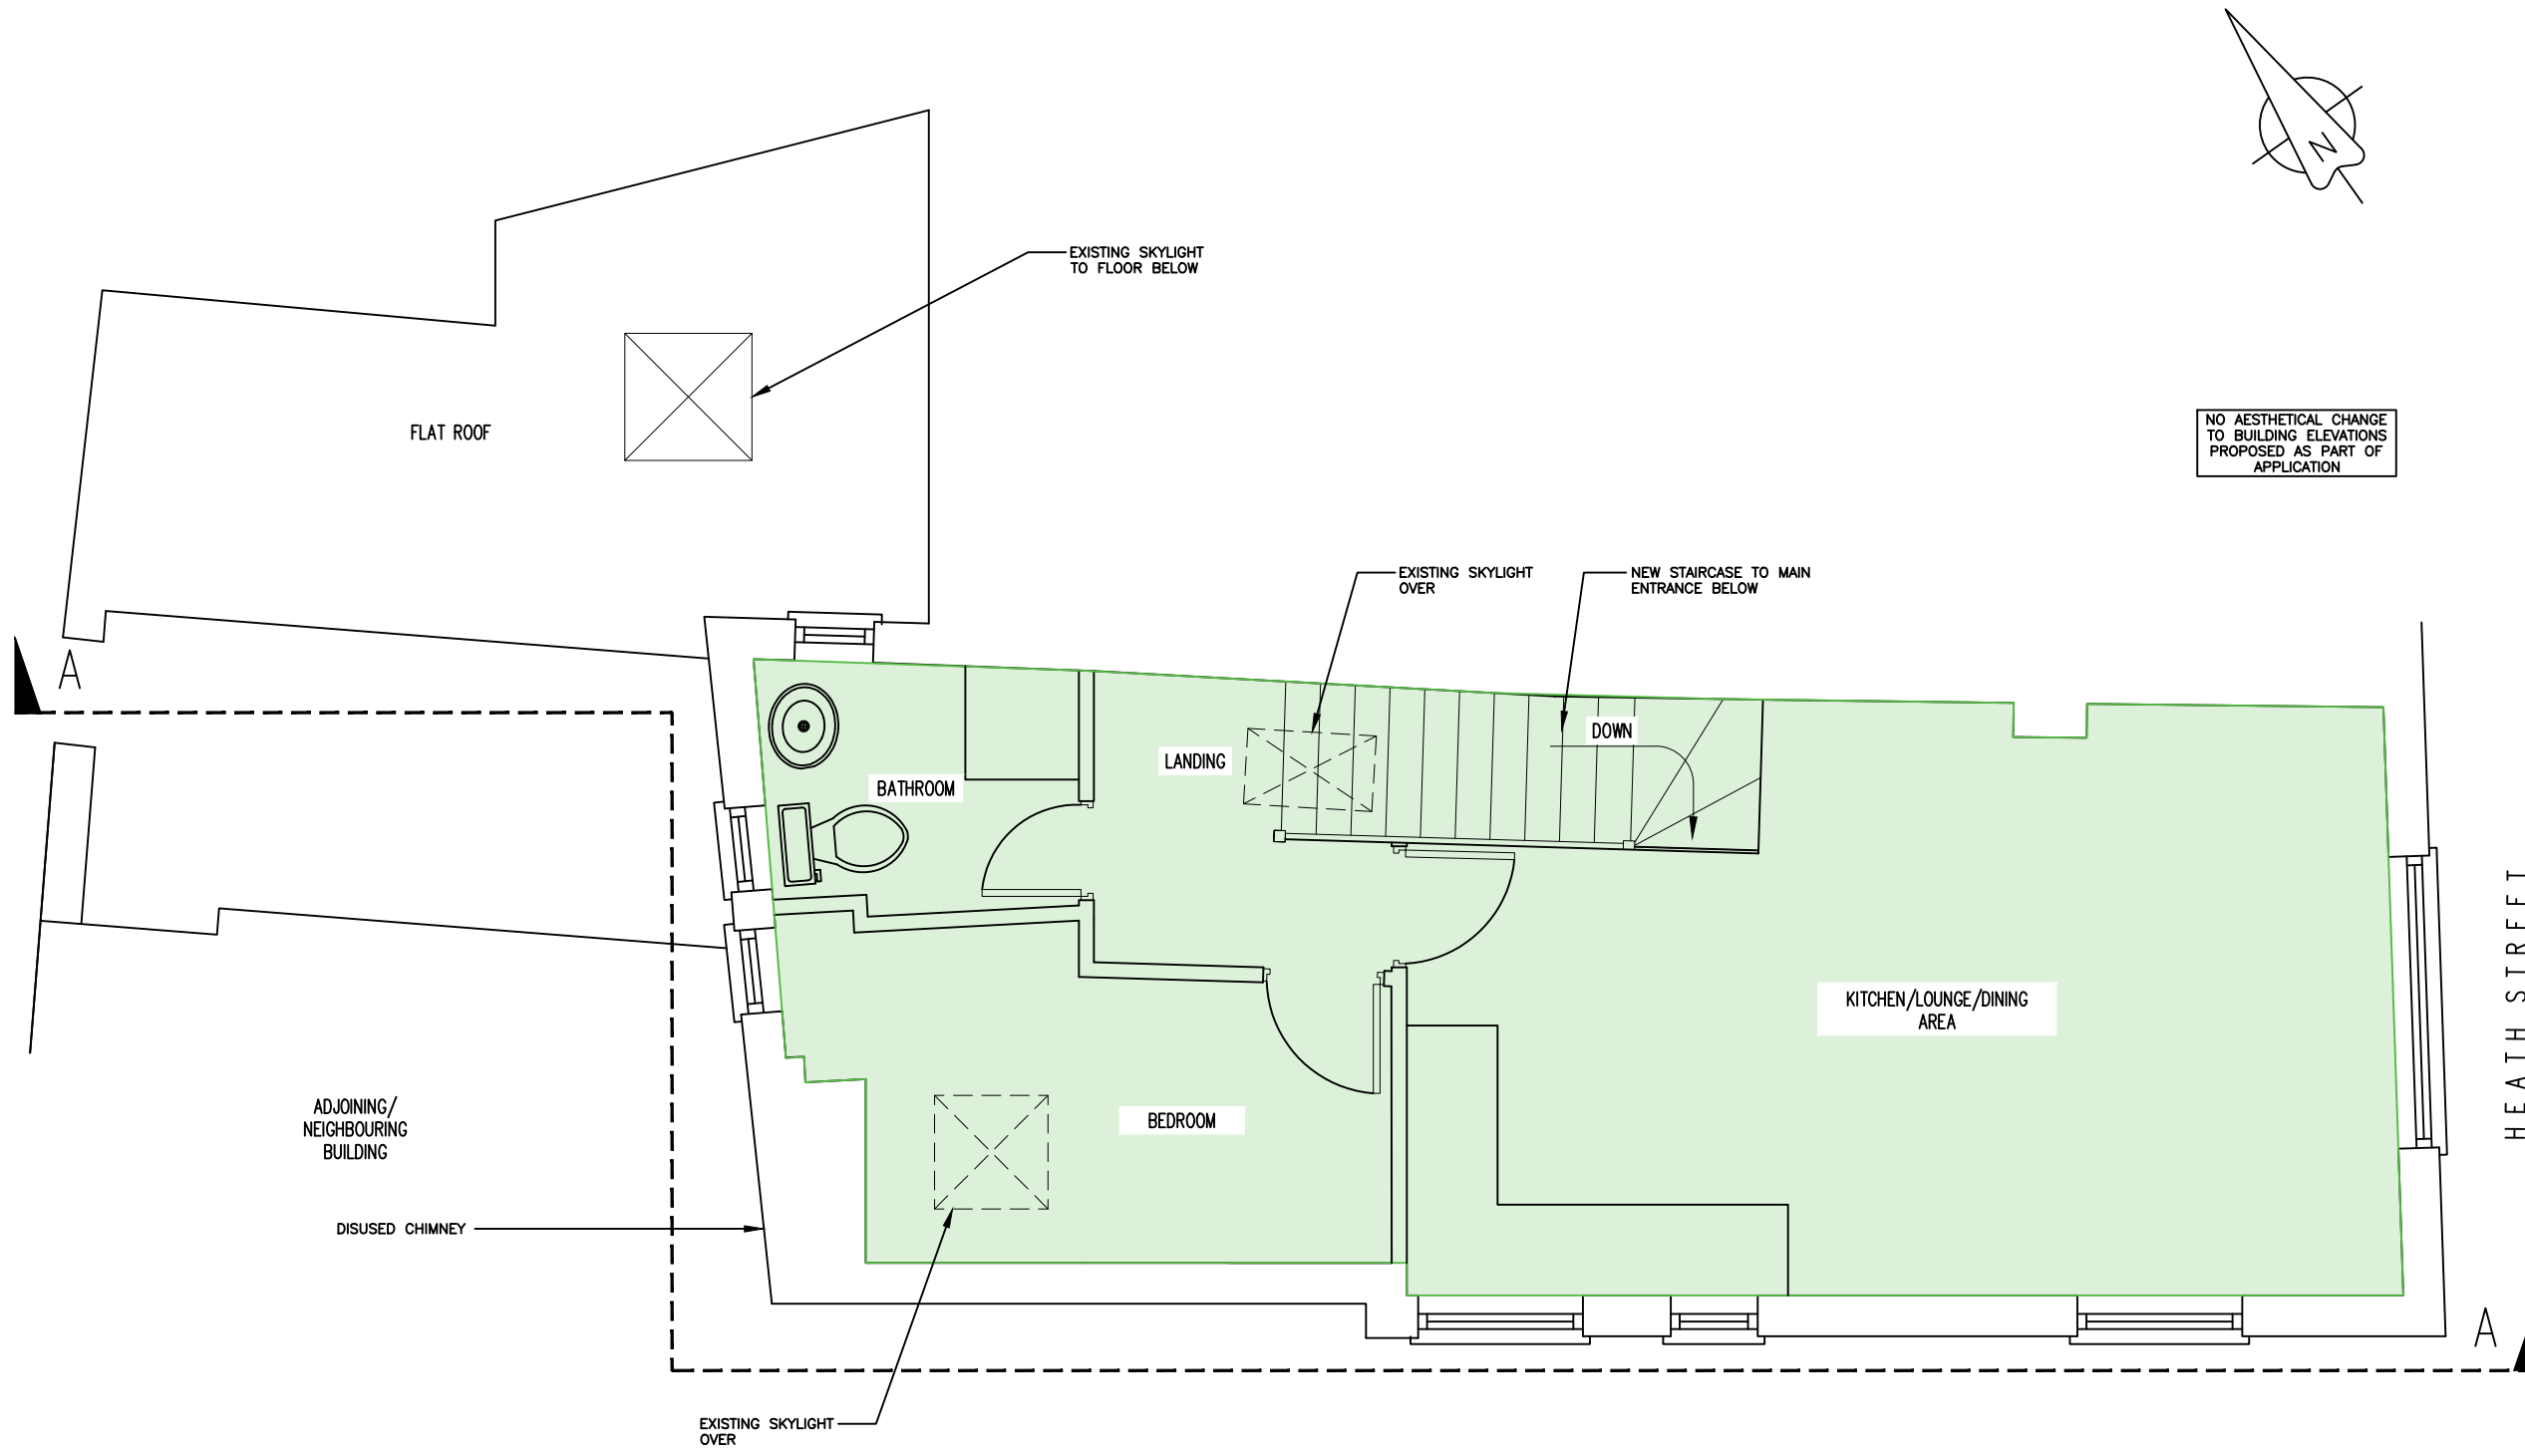 N
EXISTING SKYLIGHT
TO FLOOR BELOW
FLAT ROOF
NO AESTHETICAL CHANGE
TO BUILDING ELEVATIONS
PROPOSED AS PART OF
APPLICATION
EXISTING SKYLIGHT
OVER
NEW STAIRCASE TO MAIN
ENTRANCE BELOW
A
DOWN
LANDING
BATHROOM
HEATH STREET
KITCHEN/LOUNGE/DINING
AREA
ADJOINING/
NEIGHBOURING
BUILDING
BEDROOM
DISUSED CHIMNEY
A
EXISTING SKYLIGHT
OVER